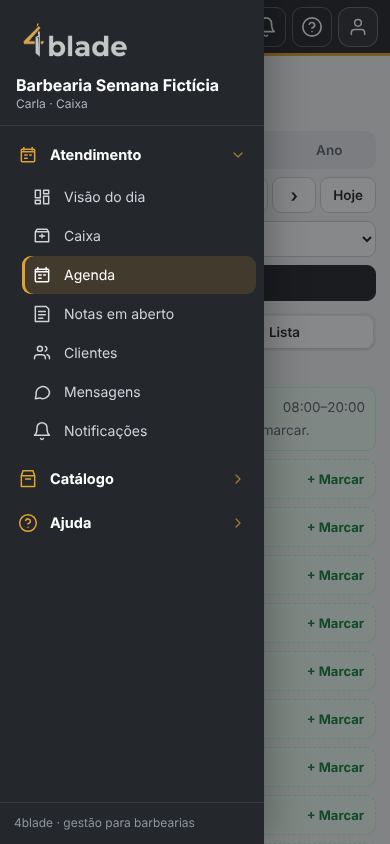 4blade
Barbearia Semana Fictícia
Carla · Caixa
Atendimento
Visão do dia
Caixa
Agenda
Notas em aberto
Clientes
Mensagens
Notificações
Catálogo
Ajuda
4blade · gestão para barbearias
Ano
› Hoje
Lista
08:00–20:00
marcar.
+ Marcar
+ Marcar
+ Marcar
+ Marcar
+ Marcar
+ Marcar
+ Marcar
+ Marcar